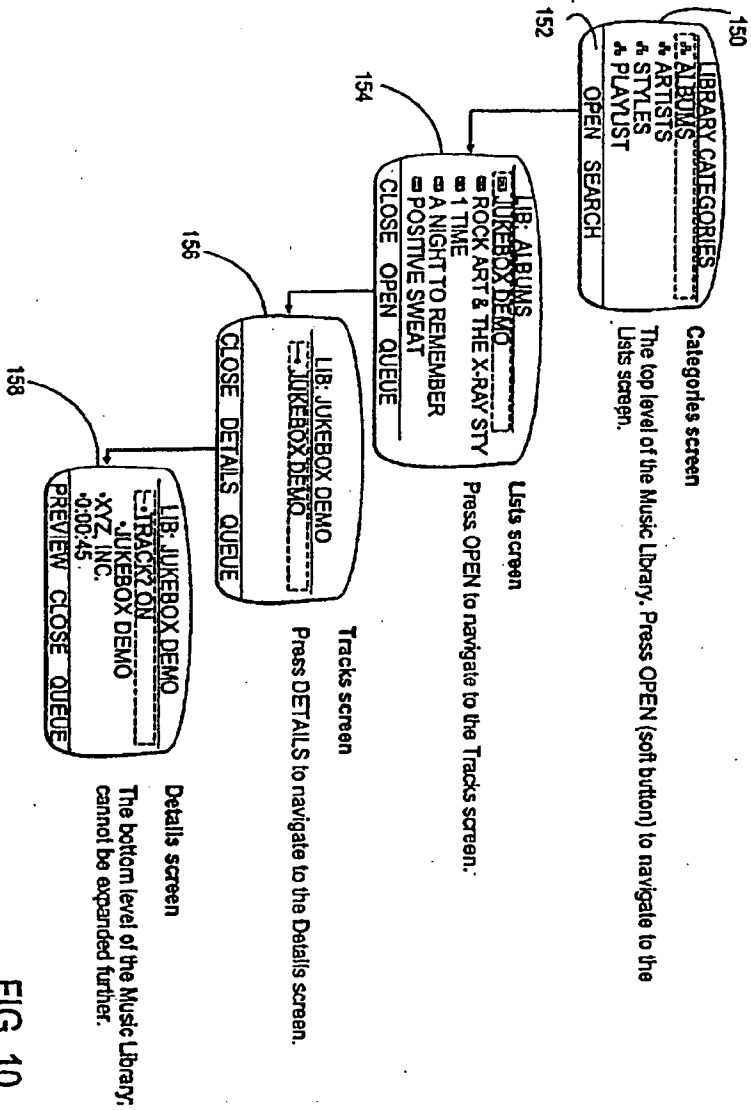 150
LIBRARY CATEGORIES
ALBUMS
ARTISTS
STYLES
PLAYLIST
152
OPEN SEARCH
Categories screen
The top level of the Music Library. Press OPEN (soft button) to navigate to the
Lists screen.
154
LIB: ALBUMS
JUKEBOX DEMO
ROCK ART & THE X-RAY STY
1 TIME
A NIGHT TO REMEMBER
POSITIVE SWEAT
CLOSE OPEN QUEUE
Lists screen
Press OPEN to navigate to the Tracks screen.
156
LIB: JUKEBOX DEMO
JUKEBOX DEMO
CLOSE DETAILS QUEUE
Tracks screen
Press DETAILS to navigate to the Details screen.
158
LIB: JUKEBOX DEMO
TRACK? ON
•JUKEBOX DEMO
•XYZ, INC.
•0:00:45
PREVIEW CLOSE QUEUE
Details screen
The bottom level of the Music Library;
cannot be expanded further.
FIG. 10